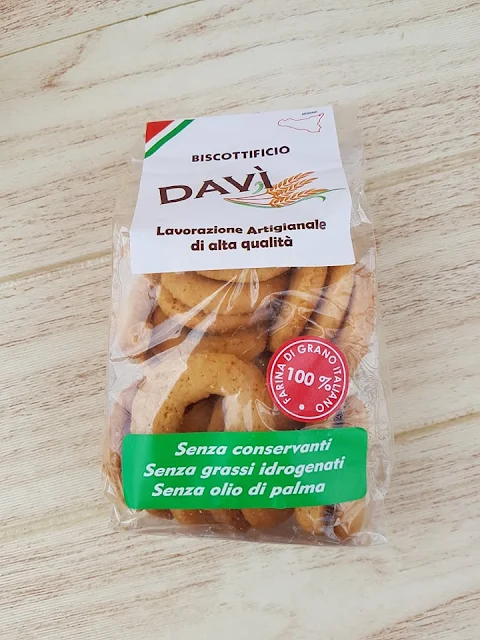 BISCOTTIFICIO
DAVÌ
Lavorazione Artigianale
di alta qualità
FARINA DI GRANO ITALIANO
100 %
Senza conservanti
Senza grassi idrogenati
Senza olio di palma